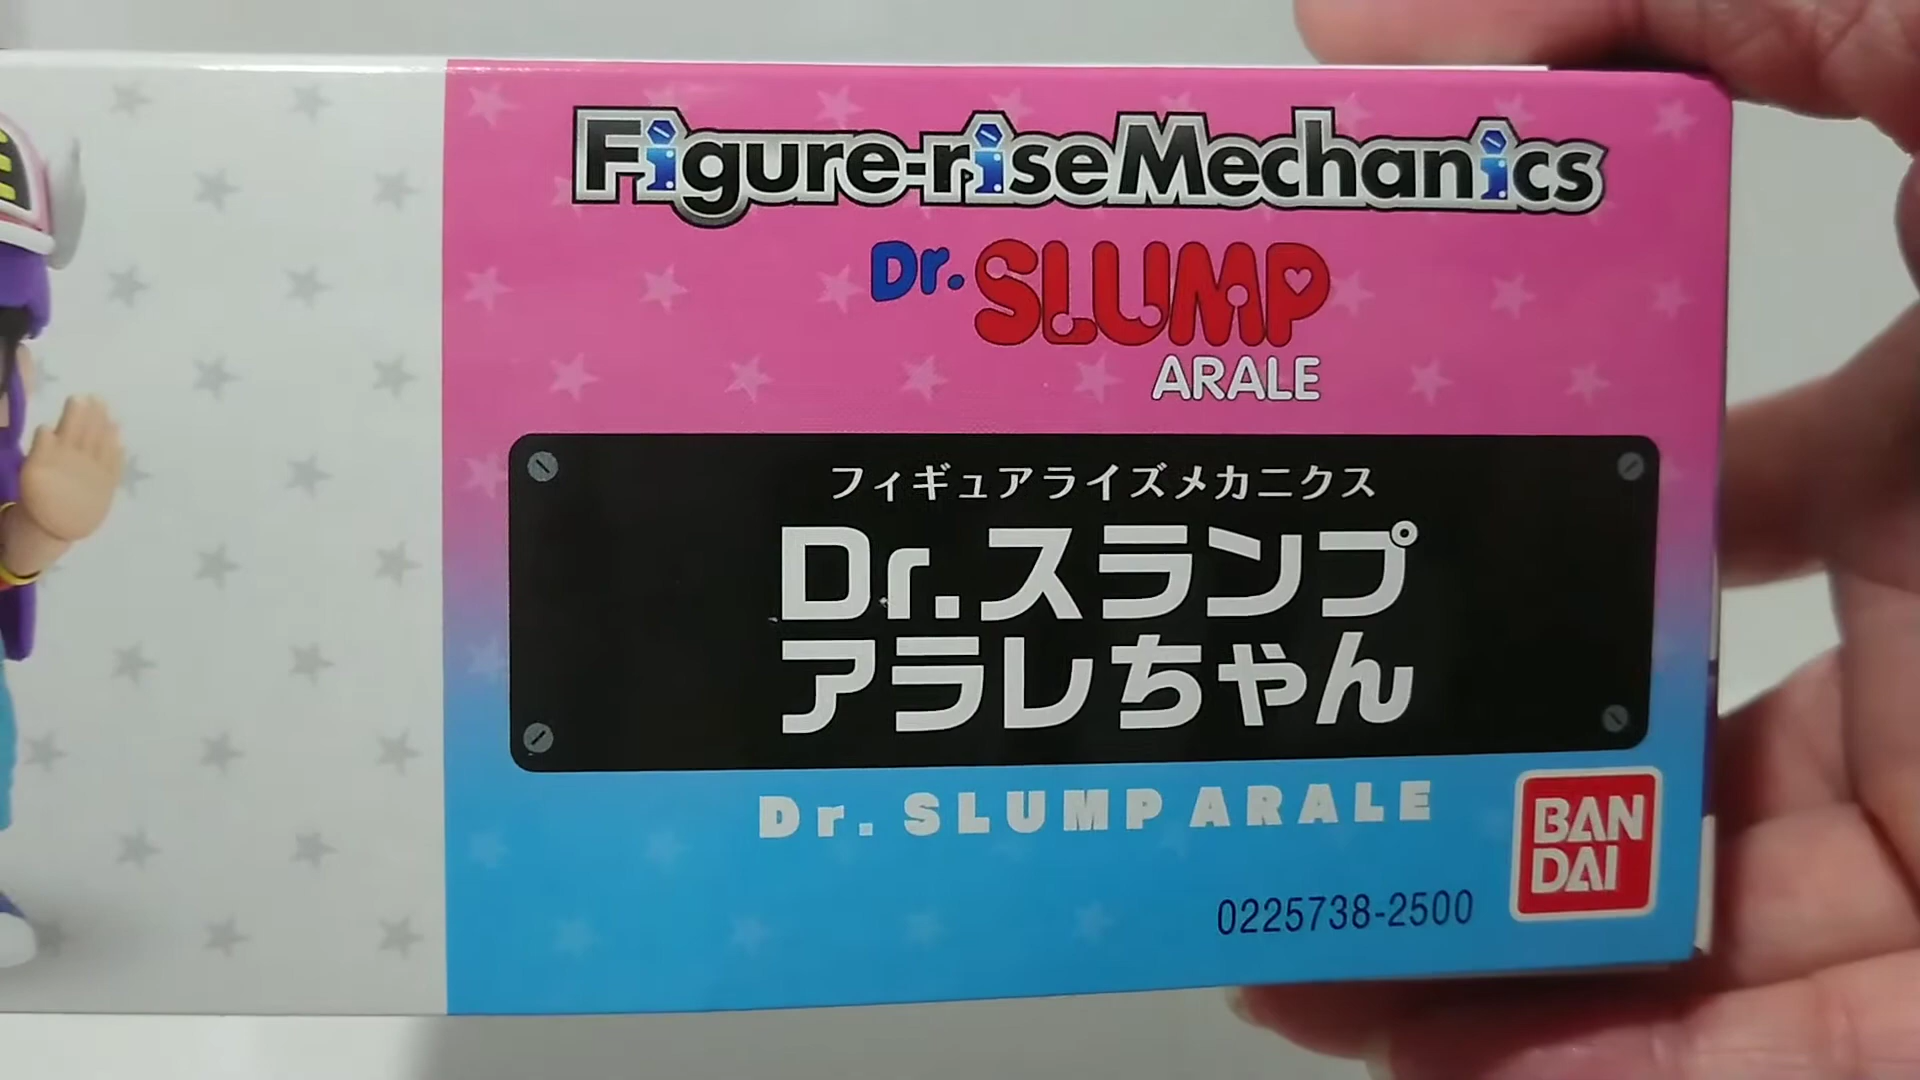 Figure-riseMechanics
Dr. SLUMP
ARALE
フィギュアライズメカニクス
Dr.スランプ
アラレちゃん
Dr. SLUMP ARALE
0225738-2500
BAN
DAI